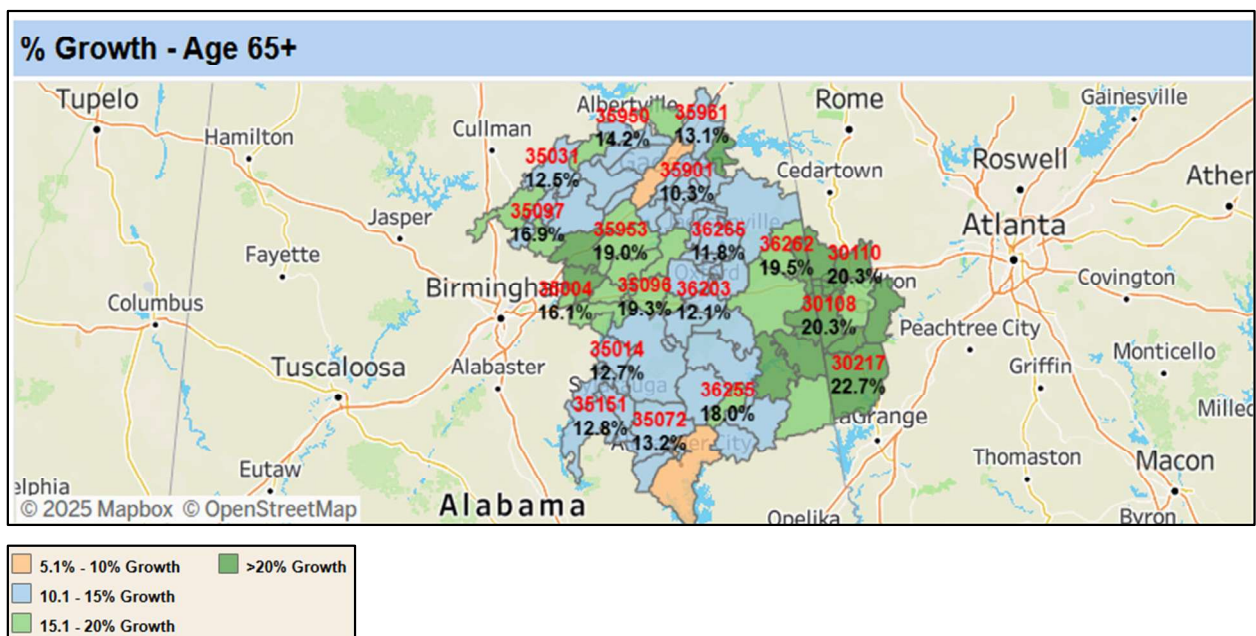 % Growth - Age 65+
Tupelo
Hamilton
Cullman
Albertville
Rome
Gainesville
35950
14.2%
35961
13.1%
35031
12.5%
35901
10.3%
Cedartown
Roswell
Jasper
35097
16.9%
35953
19.0%
36265
11.8%
36262
19.5%
30110
20.3%
Atlanta
Fayette
Oxford
Covington
Columbus
35004
16.1%
35096
19.3%
36203
12.1%
30108
20.3%
Peachtree City
Tuscaloosa
Alabaster
35014
12.7%
30217
22.7%
Griffin
Monticello
35151
12.8%
35072
13.2%
36255
18.0%
Eutaw
Thomaston
Macon
Alabama
Opelika
Byron
© 2025 Mapbox © OpenStreetMap
5.1% - 10% Growth
>20% Growth
10.1 - 15% Growth
15.1 - 20% Growth